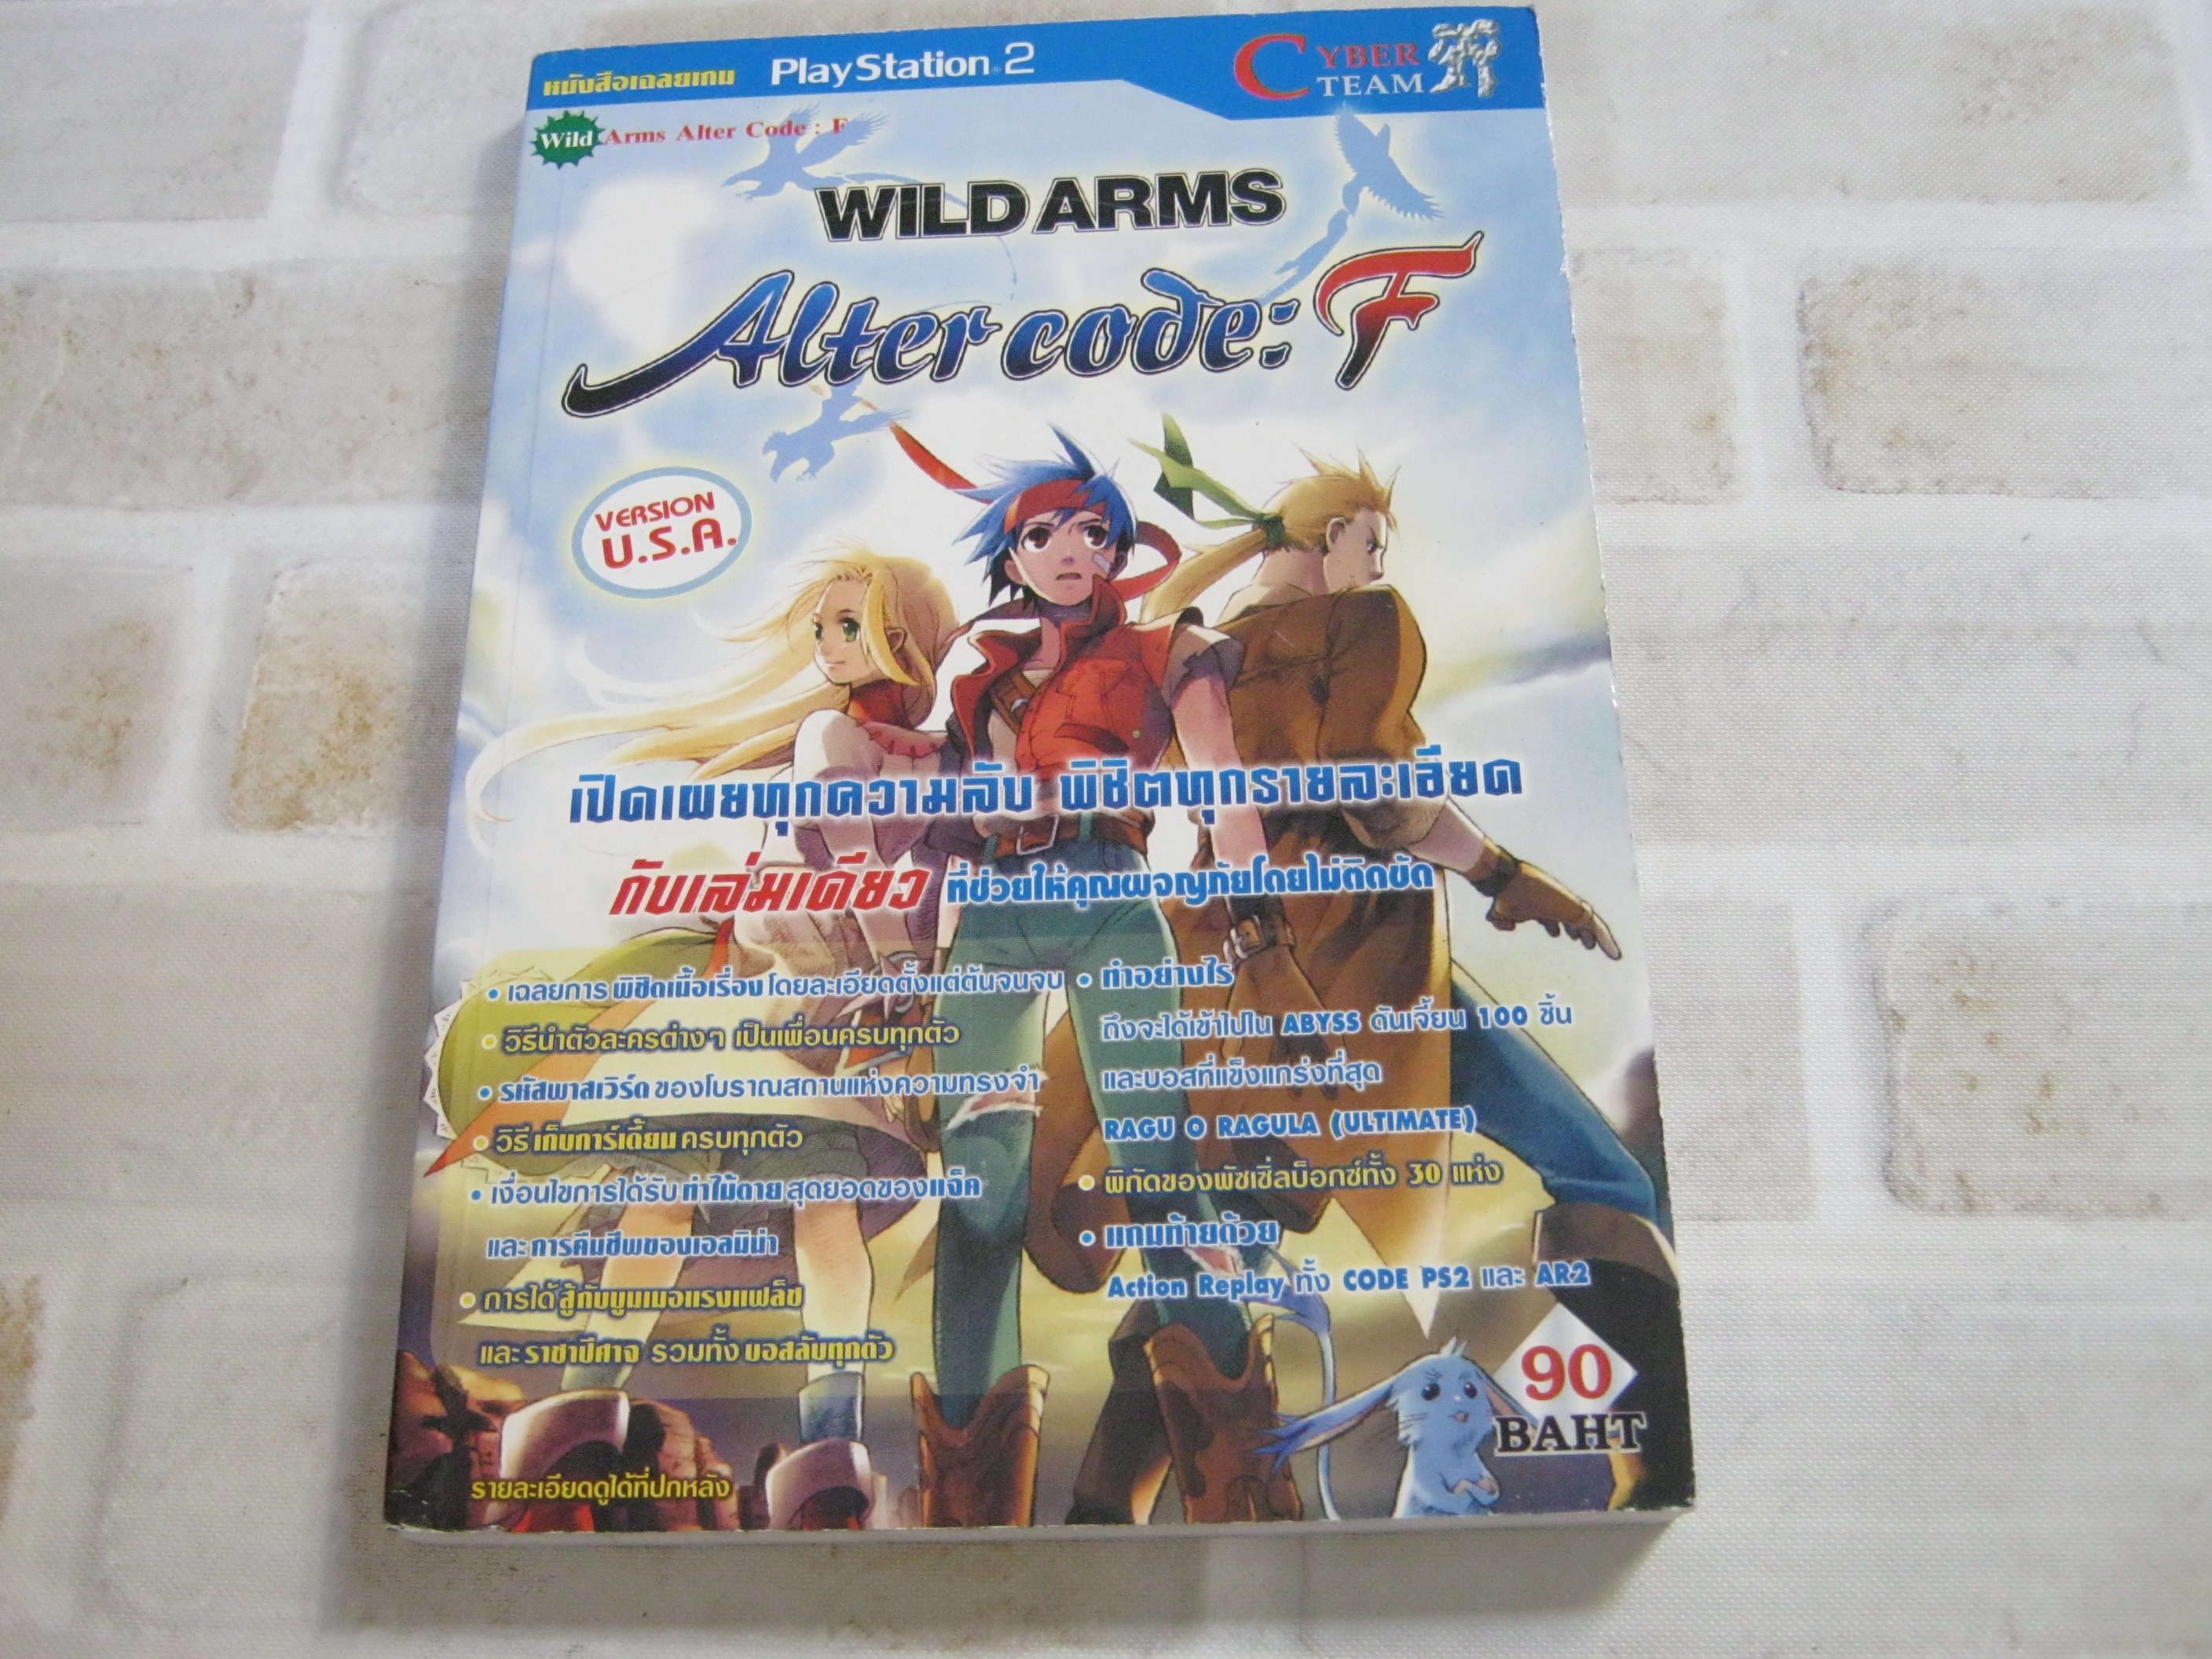 หนังสือเฉลยเกม PlayStation®2
CYBER TEAM
Wild Arms Alter Code : F
WILD ARMS
Alter code: F
VERSION
U.S.A.
เปิดเผยทุกความลับ พิชิตทุกรายละเอียด
กับเล่มเดียว ที่ช่วยให้คุณผจญภัยโดยไม่ติดขัด
• เฉลยการ พิชิตเนื้อเรื่อง โดยละเอียดตั้งแต่ต้นจนจบ
• วิธีนำตัวละครต่างๆ เป็นเพื่อนครบทุกตัว
• รหัสพาสเวิร์ด ของโบราณสถานแห่งความทรงจำ
• วิธี เก็บการ์เดี้ยน ครบทุกตัว
• เงื่อนไขการได้รับ ท่าไม้ตาย สุดยอดของแจ็ค
และ การคืนชีพของเอลมิน่า
• การได้ สู้กับบูมเมอแรงแฟล็ช
และ ราชาปีศาจ รวมทั้ง บอสลับทุกตัว
• ทำอย่างไร
ถึงจะได้เข้าไปใน ABYSS ดันเจี้ยน 100 ชิ้น
และบอสที่แข็งแกร่งที่สุด
RAGU O RAGULA (ULTIMATE)
• พิกัดของพัซเซิ่ลบ็อกซ์ทั้ง 30 แห่ง
• แถมท้ายด้วย
Action Replay ทั้ง CODE PS2 และ AR2
90
BAHT
รายละเอียดดูได้ที่ปกหลัง